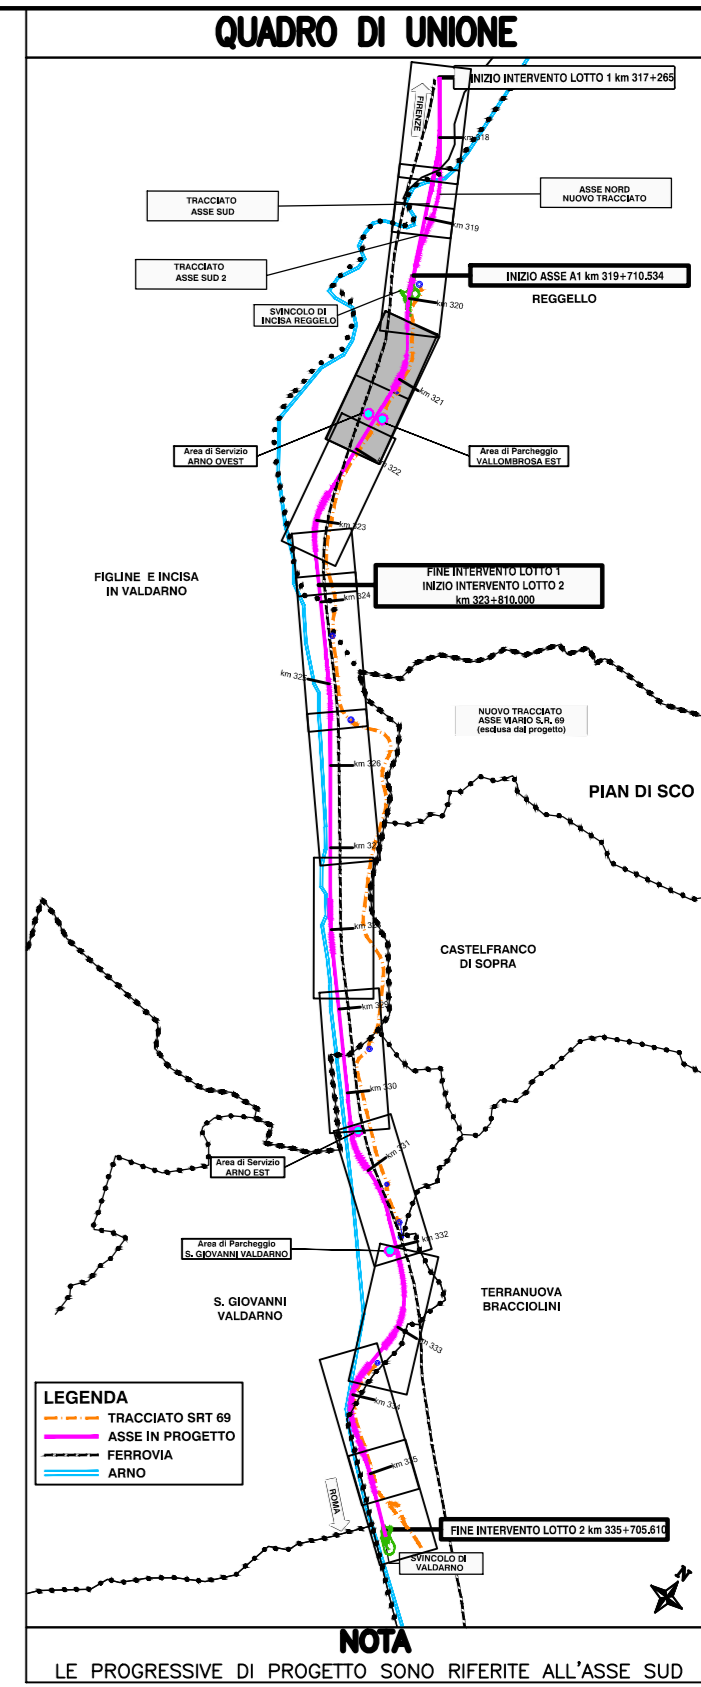 QUADRO DI UNIONE
INIZIO INTERVENTO LOTTO 1 km 317+265
FIRENZE
km 318
TRACCIATO
ASSE SUD
ASSE NORD
NUOVO TRACCIATO
km 319
TRACCIATO
ASSE SUD 2
INIZIO ASSE A1 km 319+710.534
REGGELLO
km 320
SVINCOLO DI
INCISA REGGELO
km 321
Area di Servizio
ARNO OVEST
Area di Parcheggio
VALLOMBROSA EST
km 322
km 323
FIGLINE E INCISA
IN VALDARNO
FINE INTERVENTO LOTTO 1
INIZIO INTERVENTO LOTTO 2
km 323+810.000
km 324
km 325
NUOVO TRACCIATO
ASSE VIARIO S.R. 69
(esclusa dal progetto)
km 326
PIAN DI SCO
km 327
km 328
CASTELFRANCO
DI SOPRA
km 329
km 330
km 331
Area di Servizio
ARNO EST
km 332
Area di Parcheggio
S. GIOVANNI VALDARNO
S. GIOVANNI
VALDARNO
TERRANUOVA
BRACCIOLINI
km 333
LEGENDA
TRACCIATO SRT 69
ASSE IN PROGETTO
FERROVIA
ARNO
km 334
km 335
ROMA
FINE INTERVENTO LOTTO 2 km 335+705.610
SVINCOLO DI
VALDARNO
N
NOTA
LE PROGRESSIVE DI PROGETTO SONO RIFERITE ALL'ASSE SUD